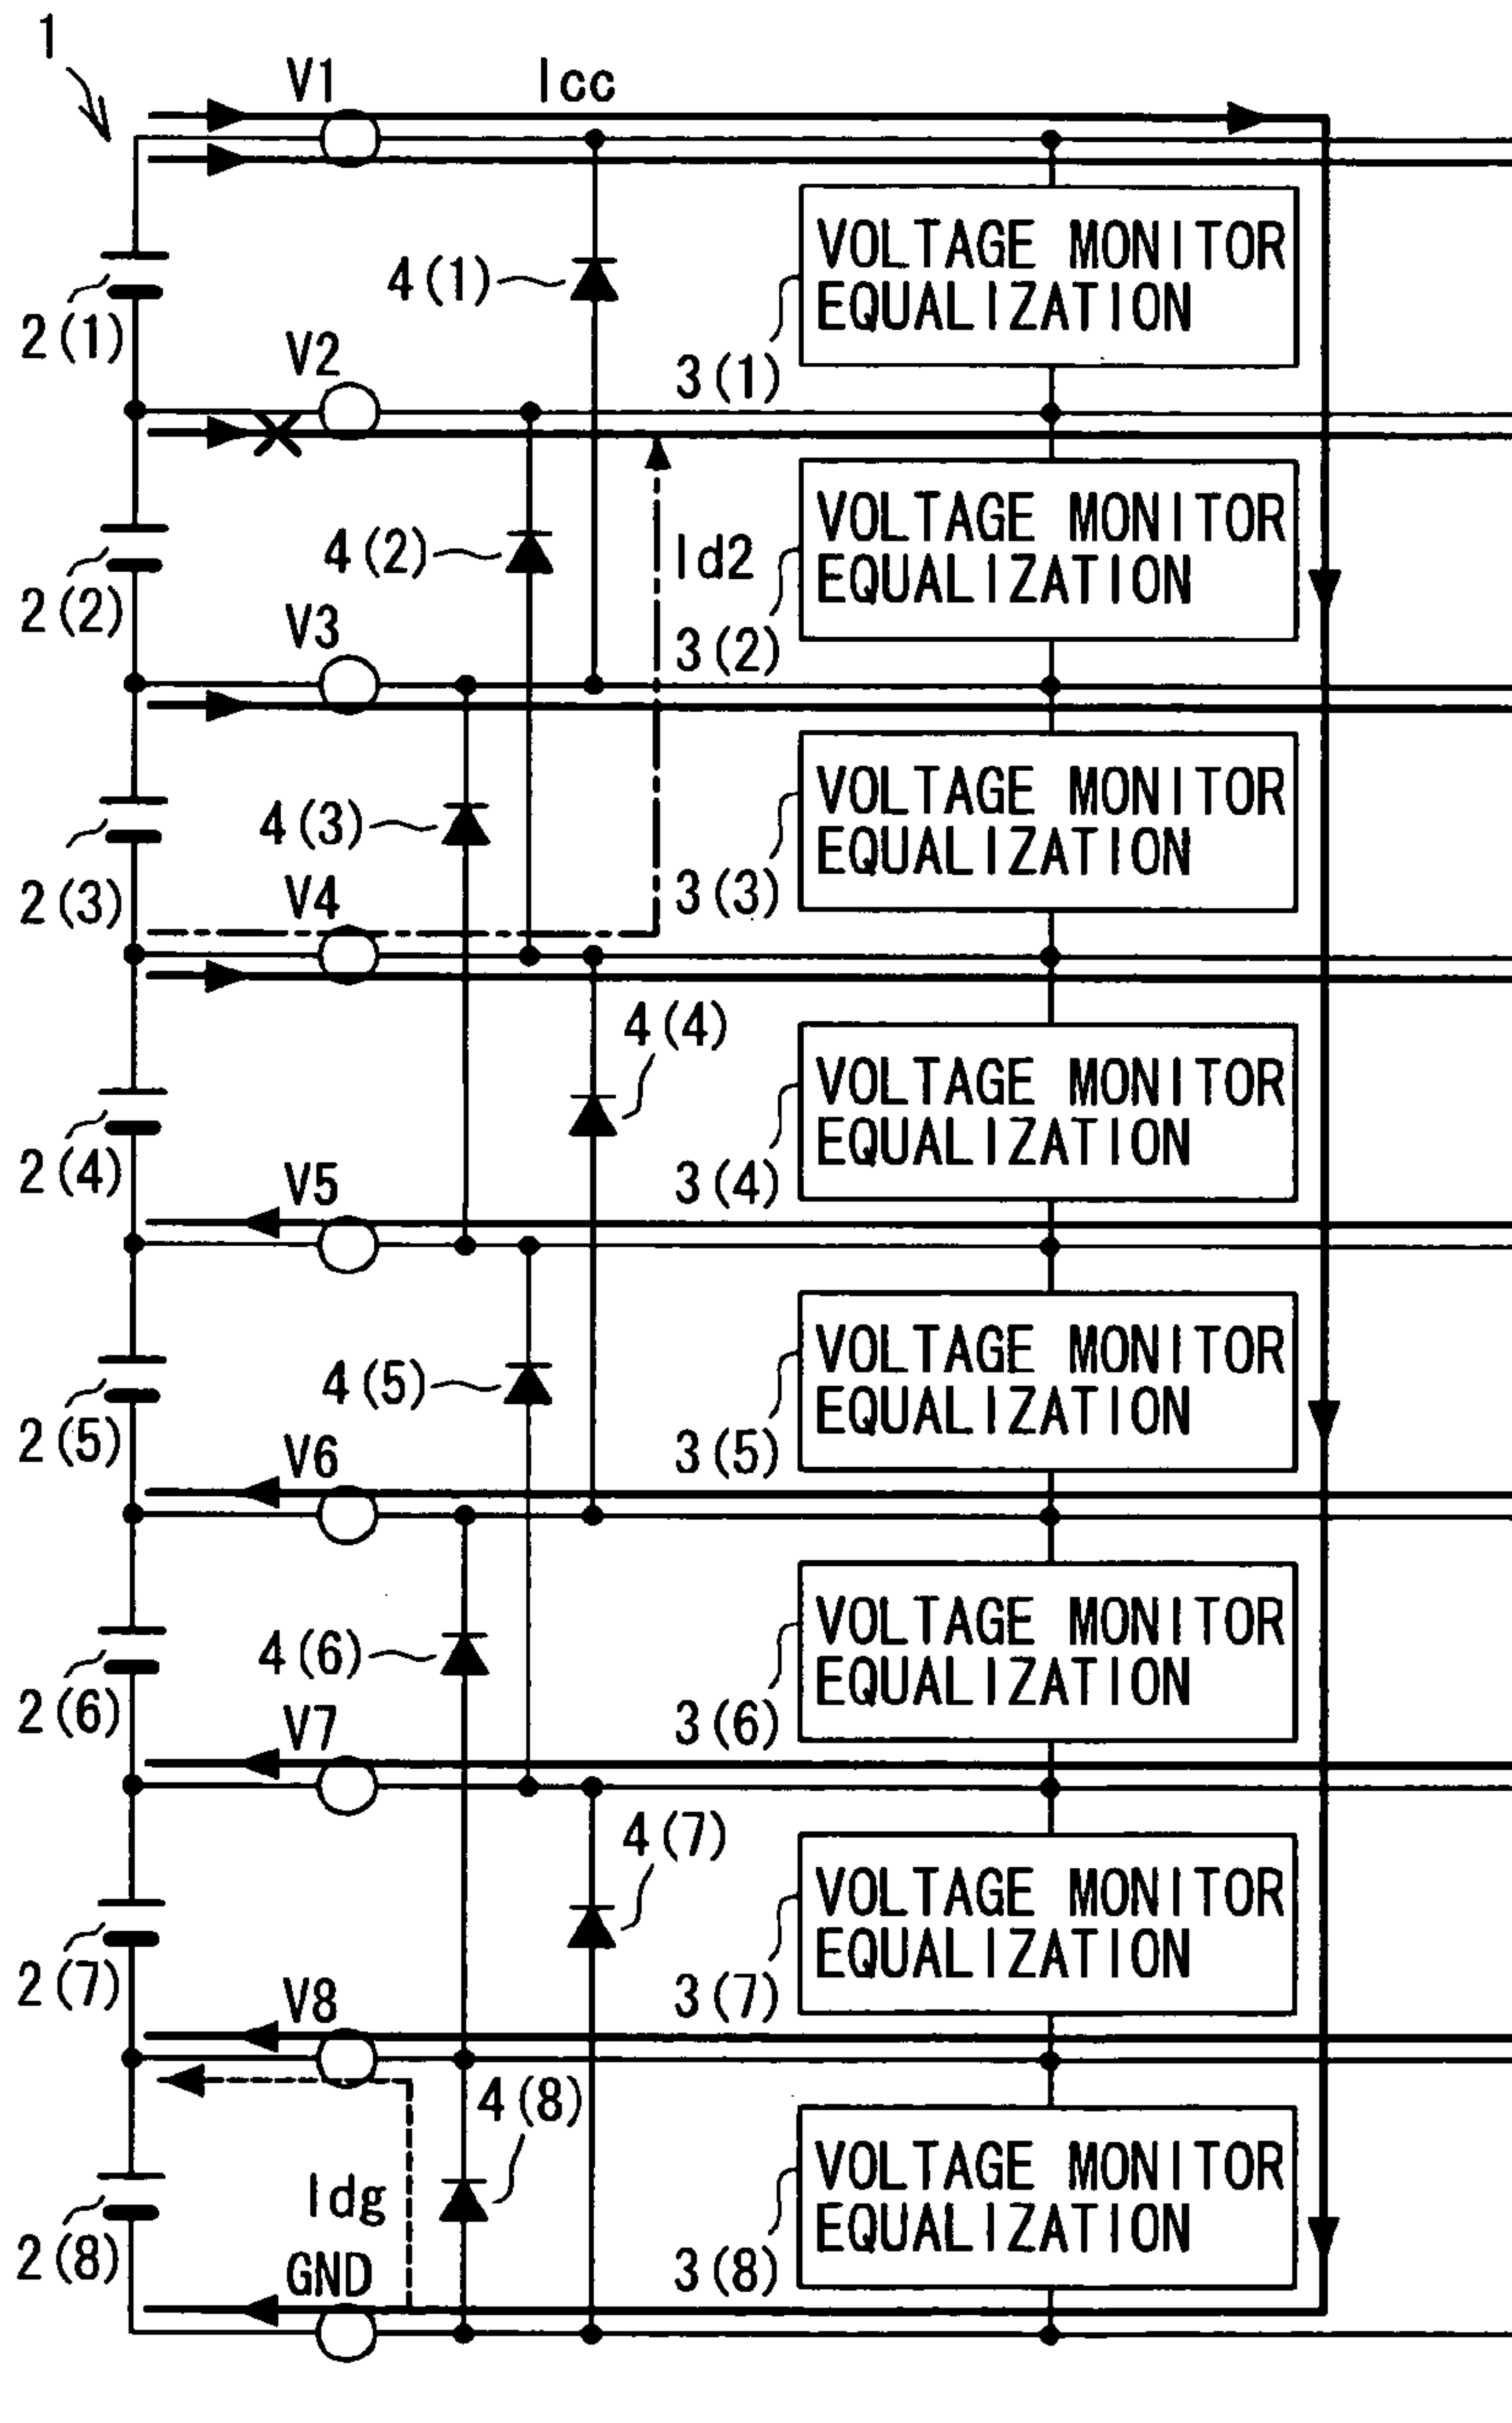 1
V1
Icc
VOLTAGE MONITOR
EQUALIZATION
4(1)
2(1)
V2
3(1)
VOLTAGE MONITOR
EQUALIZATION
4(2)
Id2
2(2)
V3
3(2)
VOLTAGE MONITOR
EQUALIZATION
4(3)
2(3)
V4
3(3)
4(4)
VOLTAGE MONITOR
EQUALIZATION
2(4)
V5
3(4)
VOLTAGE MONITOR
EQUALIZATION
4(5)
2(5)
V6
3(5)
VOLTAGE MONITOR
EQUALIZATION
4(6)
2(6)
V7
3(6)
4(7)
VOLTAGE MONITOR
EQUALIZATION
2(7)
V8
3(7)
4(8)
VOLTAGE MONITOR
EQUALIZATION
Idg
2(8)
GND
3(8)